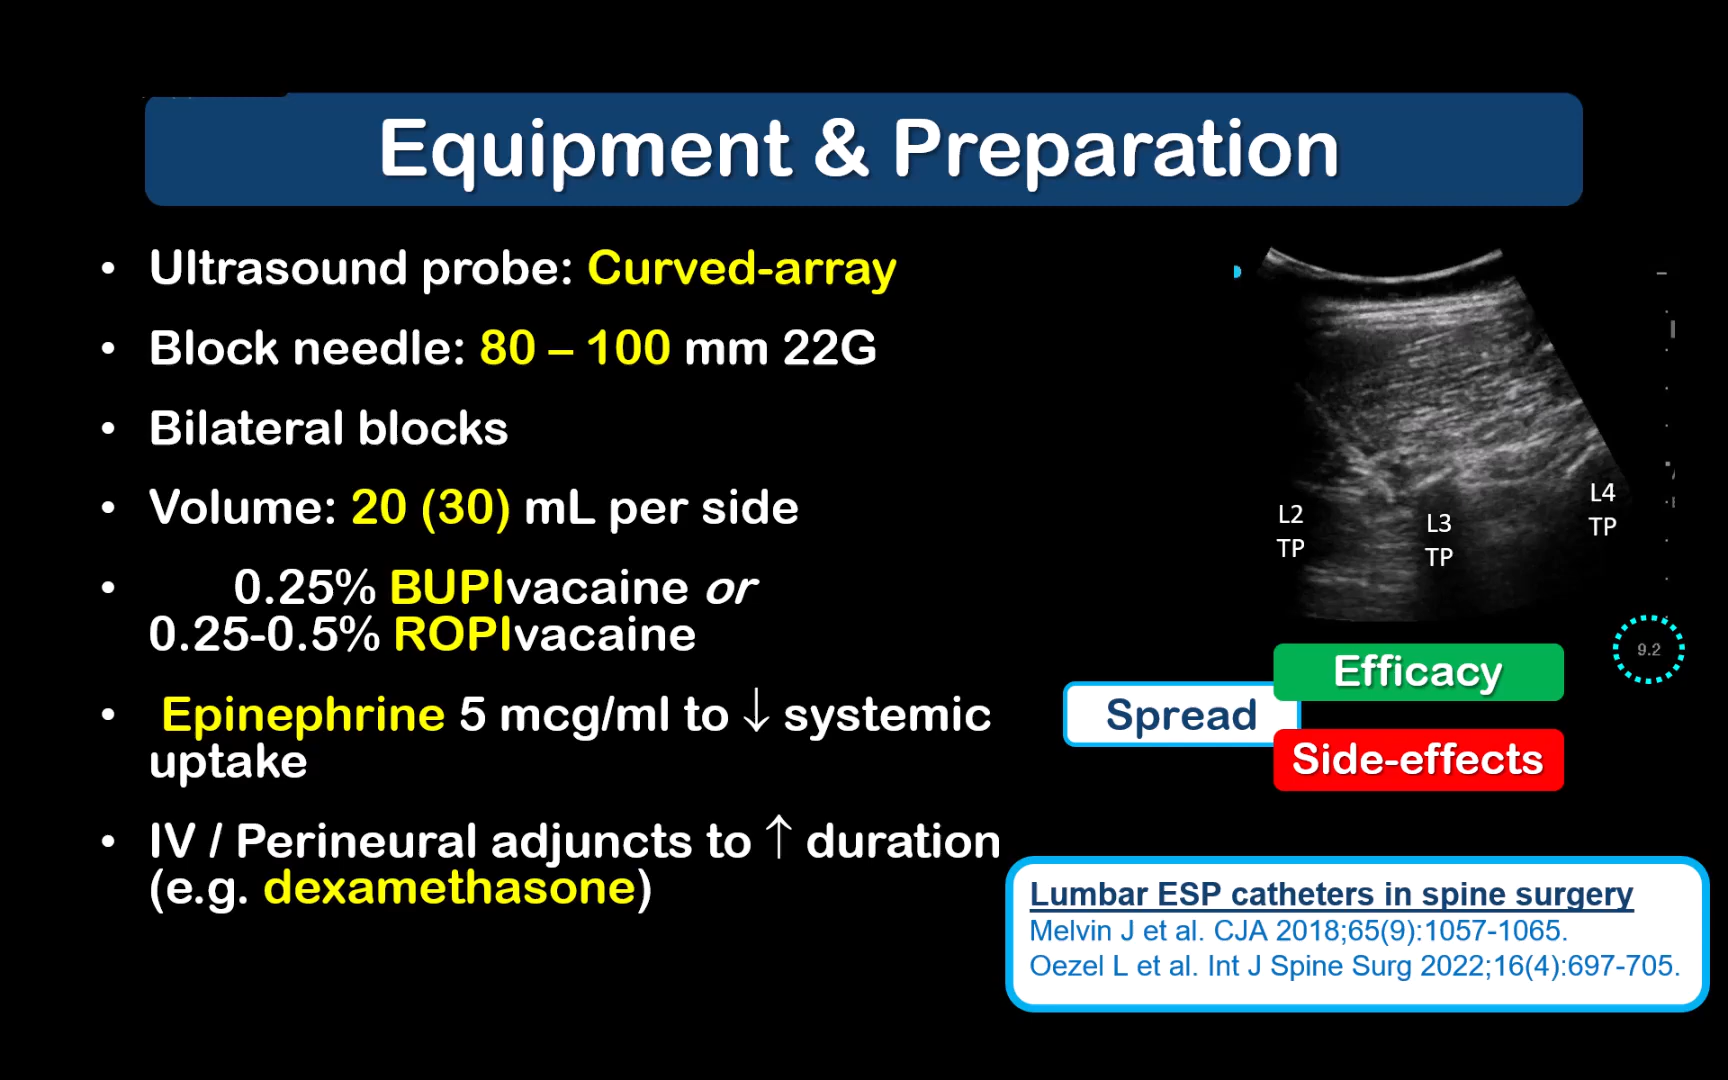 Equipment & Preparation
• Ultrasound probe: Curved-array
• Block needle: 80 – 100 mm 22G
• Bilateral blocks
• Volume: 20 (30) mL per side
• 0.25% BUPIvacaine or
0.25-0.5% ROPIvacaine
• Epinephrine 5 mcg/ml to ↓ systemic
uptake
• IV / Perineural adjuncts to ↑ duration
(e.g. dexamethasone)
L2
TP
L3
TP
L4
TP
9.2
Spread
Efficacy
Side-effects
Lumbar ESP catheters in spine surgery
Melvin J et al. CJA 2018;65(9):1057-1065.
Oezel L et al. Int J Spine Surg 2022;16(4):697-705.